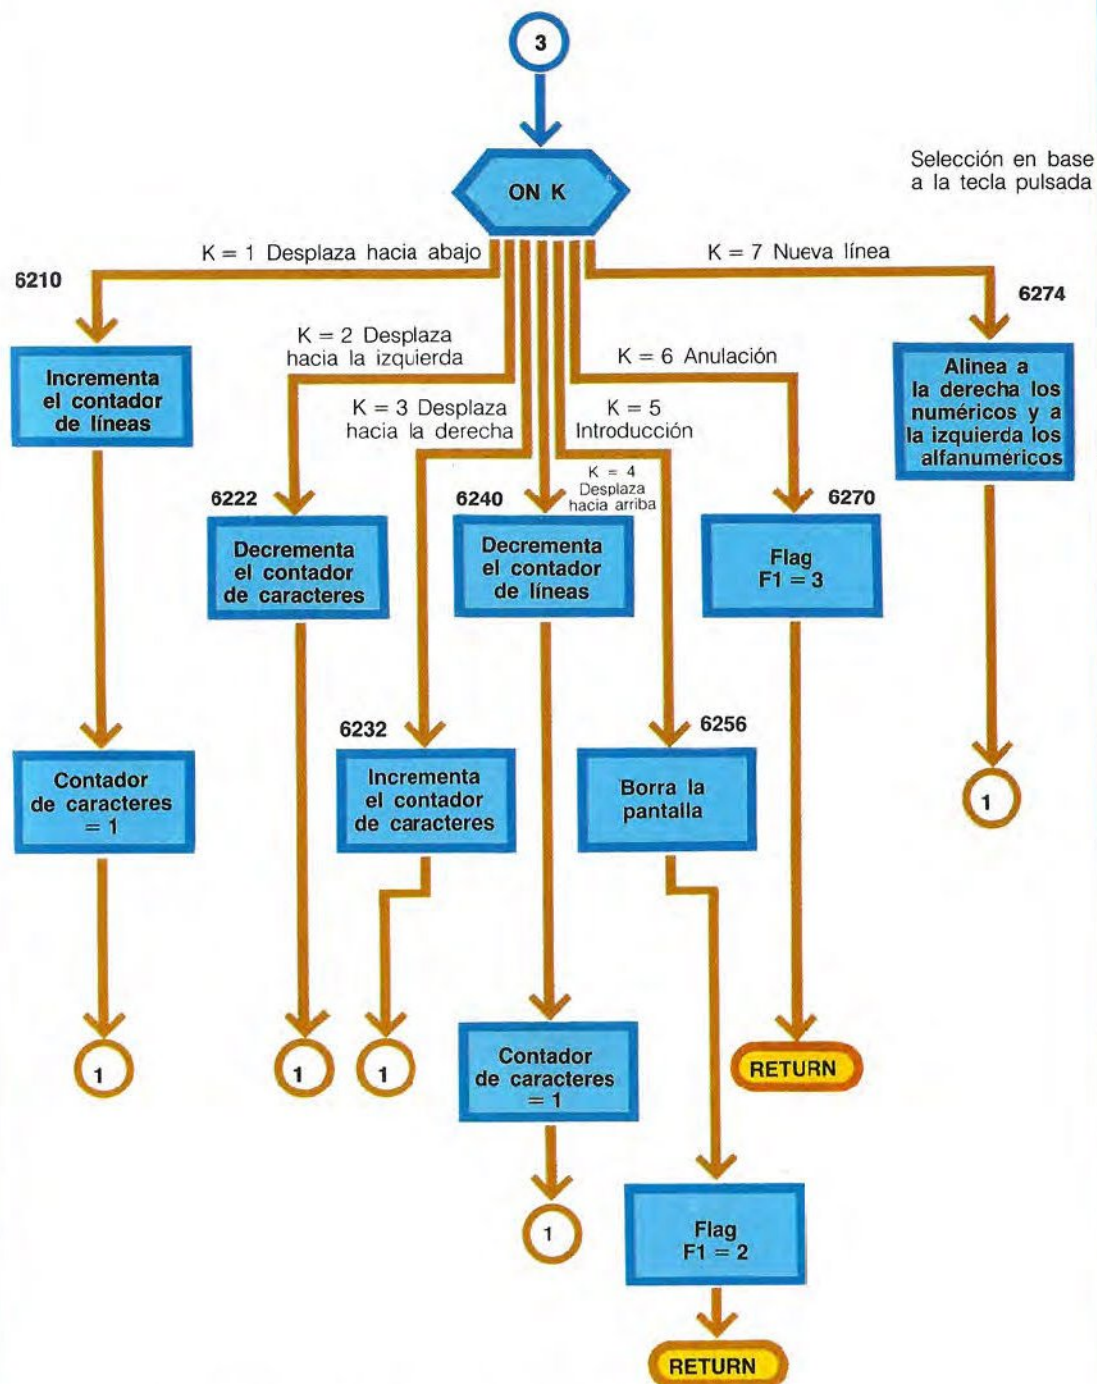 3
ON K
Selección en base
a la tecla pulsada
K = 1 Desplaza hacia abajo
K = 7 Nueva línea
6210
6274
K = 2 Desplaza
hacia la izquierda
K = 6 Anulación
Incrementa
el contador
de líneas
Alinea a
la derecha los
numéricos y a
la izquierda los
alfanuméricos
K = 3 Desplaza
hacia la derecha
K = 5
Introducción
K = 4
Desplaza
hacia arriba
6222
6240
6270
Decrementa
el contador
de caracteres
Decrementa
el contador
de líneas
Flag
F1 = 3
6232
6256
Contador
de caracteres
= 1
Incrementa
el contador
de caracteres
Borra la
pantalla
1
1
1
1
Contador
de caracteres
= 1
RETURN
1
Flag
F1 = 2
RETURN